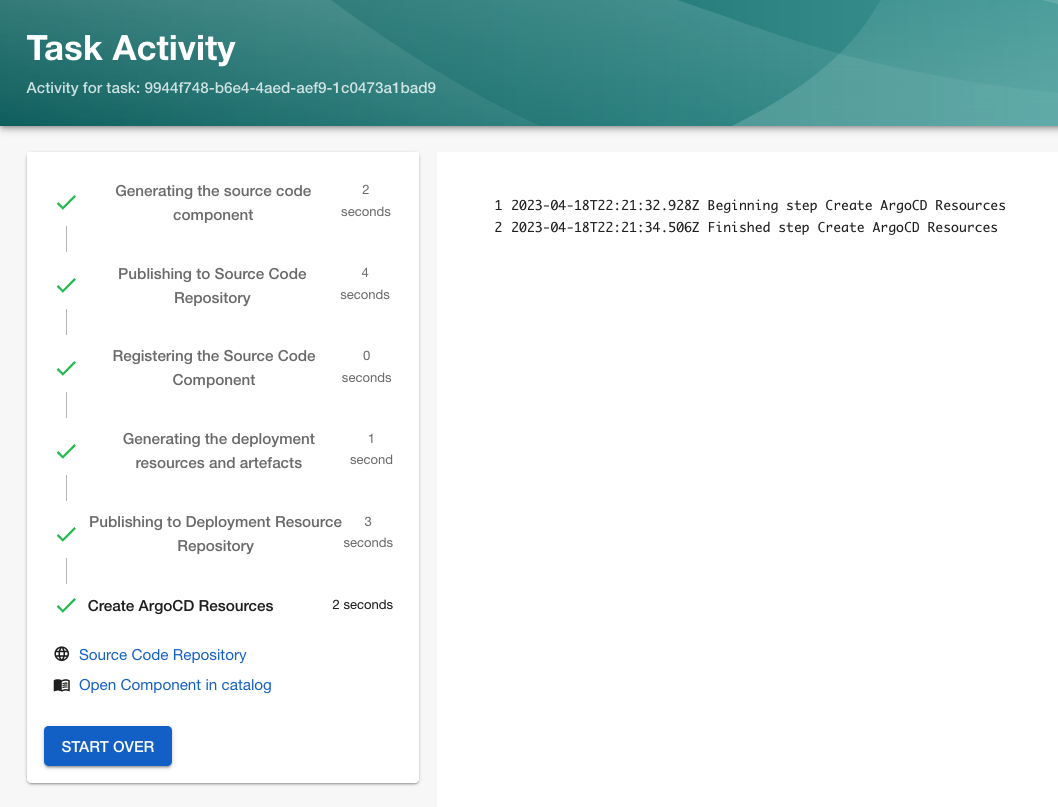 Task Activity
Activity for task: 9944f748-b6e4-4aed-aef9-1c0473a1bad9
Generating the source code
component
2
seconds
Publishing to Source Code
Repository
4
seconds
Registering the Source Code
Component
0
seconds
Generating the deployment
resources and artefacts
1
second
Publishing to Deployment Resource
Repository
3
seconds
Create ArgoCD Resources
2 seconds
Source Code Repository
Open Component in catalog
START OVER
1 2023-04-18T22:21:32.928Z Beginning step Create ArgoCD Resources
2 2023-04-18T22:21:34.506Z Finished step Create ArgoCD Resources